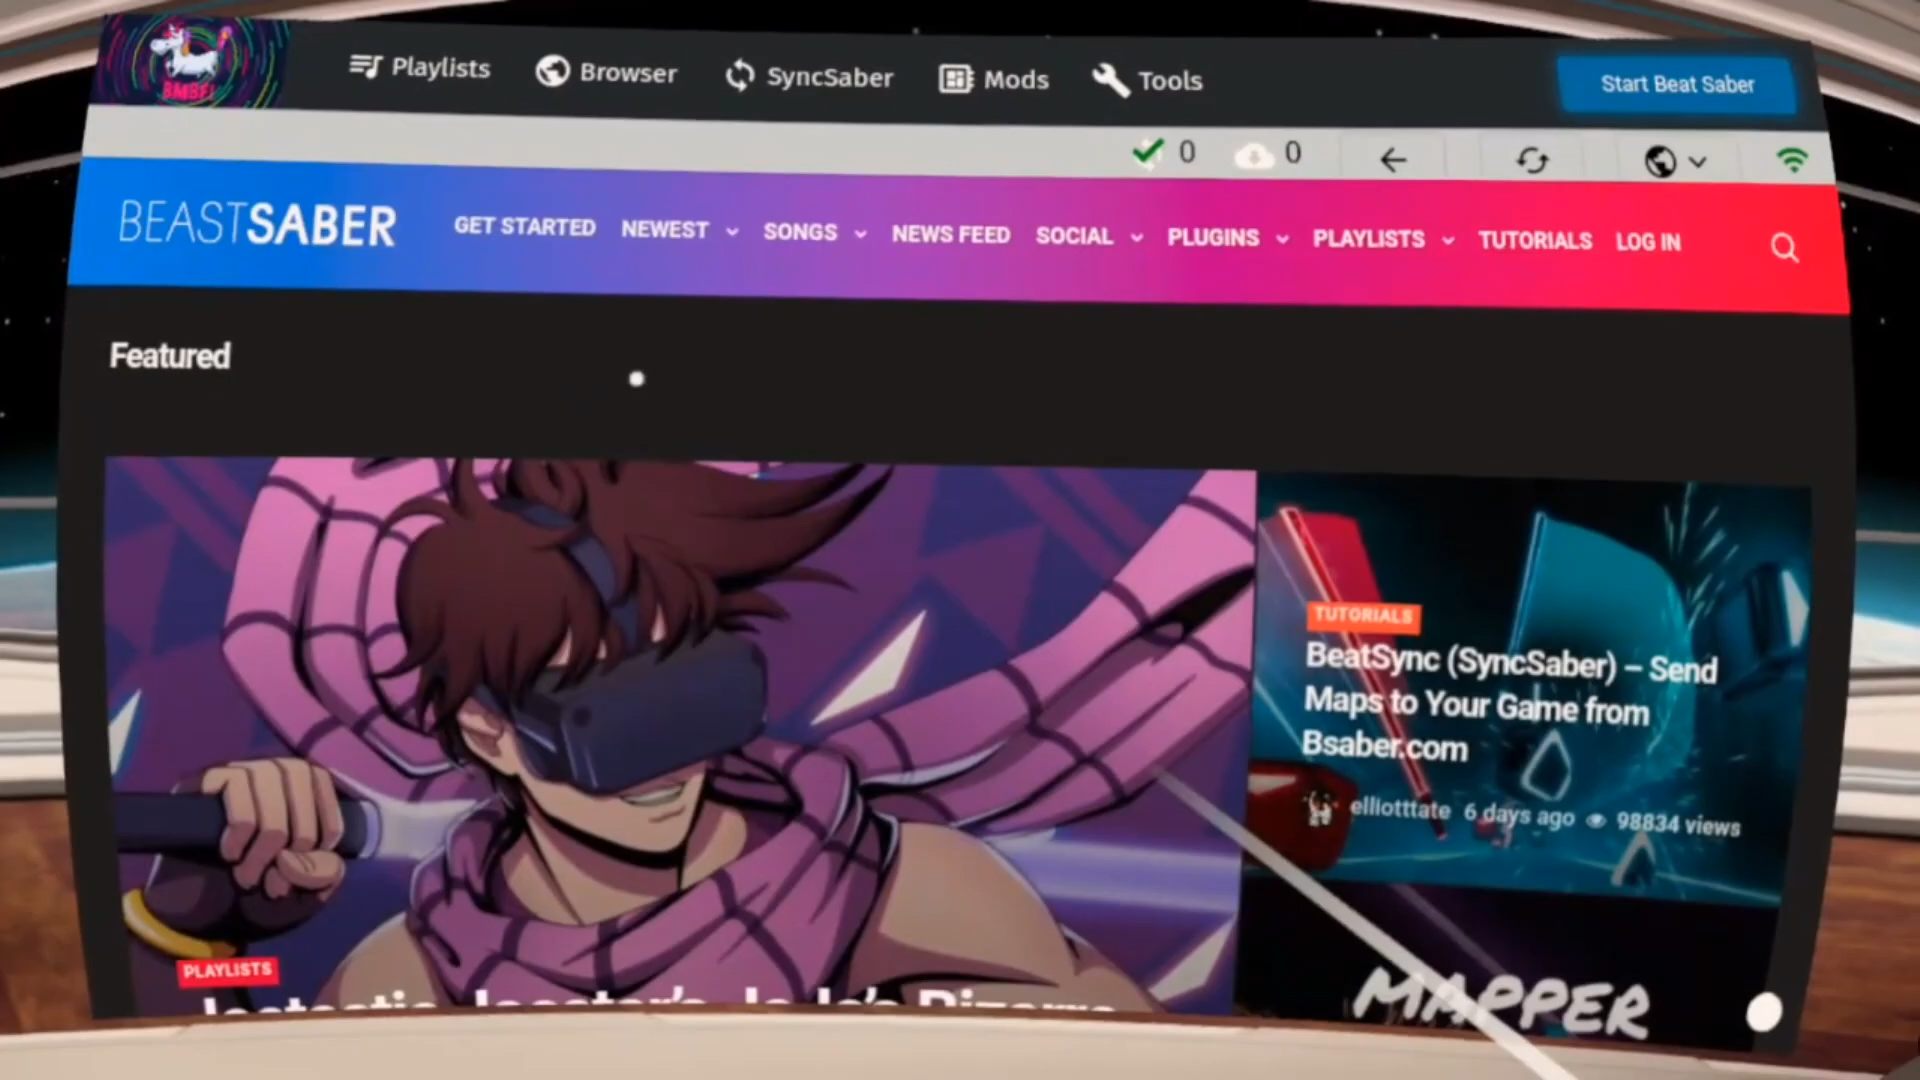 BMBF!
Playlists
Browser
SyncSaber
Mods
Tools
Start Beat Saber
0
0
BEASTSABER
GET STARTED
NEWEST
SONGS
NEWS FEED
SOCIAL
PLUGINS
PLAYLISTS
TUTORIALS
LOG IN
Featured
TUTORIALS
BeatSync (SyncSaber) – Send
Maps to Your Game from
Bsaber.com
elliotttate 6 days ago 98834 views
PLAYLISTS
MAPPER